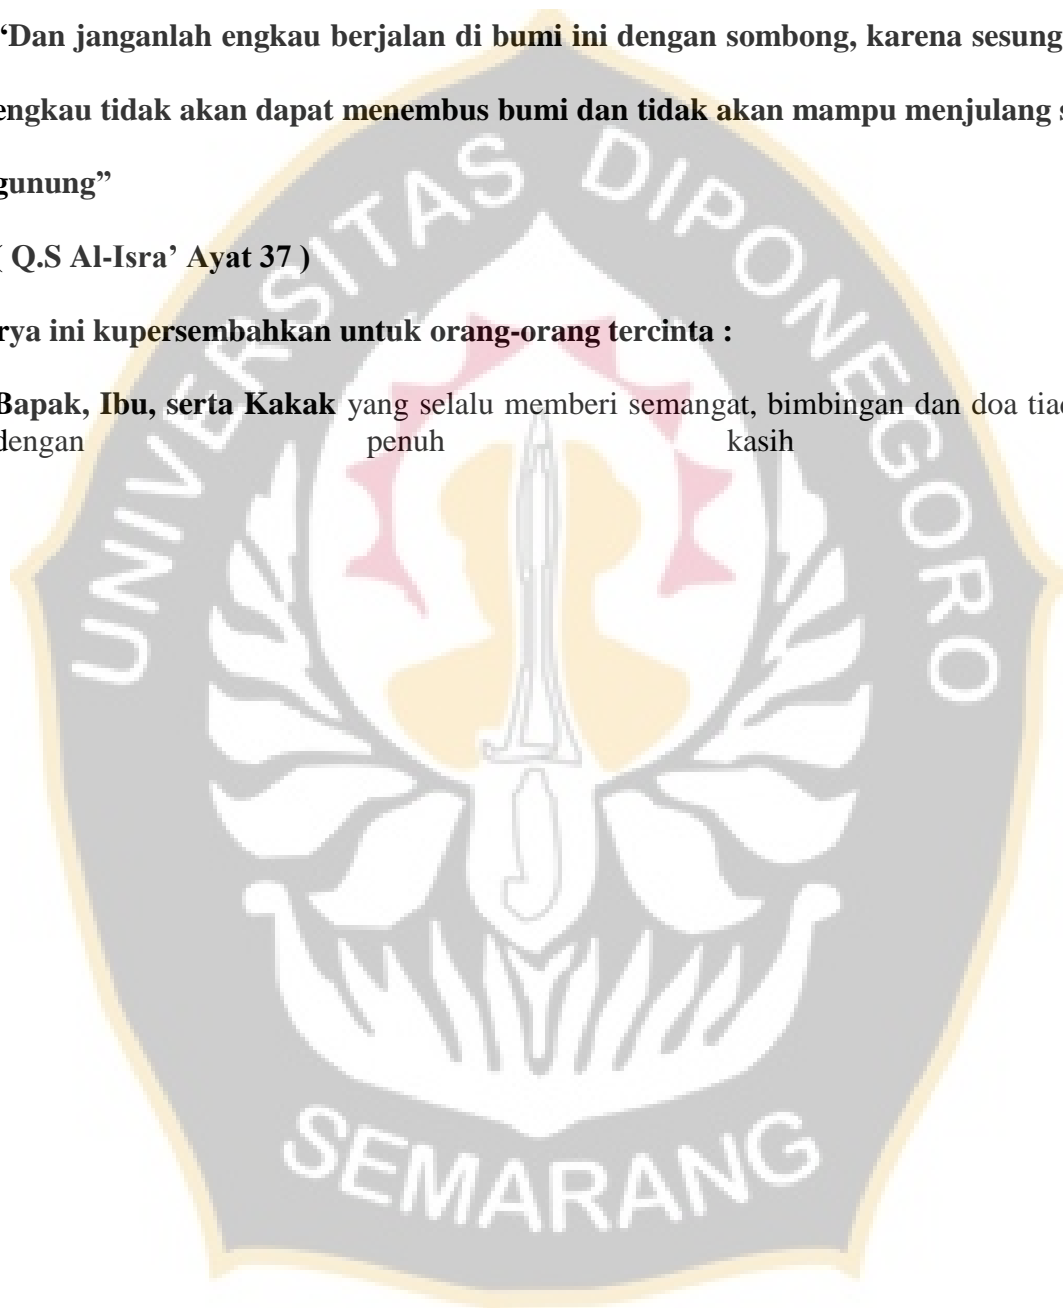 “Dan janganlah engkau berjalan di bumi ini dengan sombong, karena sesung
engkau tidak akan dapat menembus bumi dan tidak akan mampu menjulang s
gunung”
( Q.S Al-Isra’ Ayat 37 )
rya ini kupersembahkan untuk orang-orang tercinta :
Bapak, Ibu, serta Kakak yang selalu memberi semangat, bimbingan dan doa tia
dengan penuh kasih
UNIVERSITAS DIPONEGORO
SEMARANG